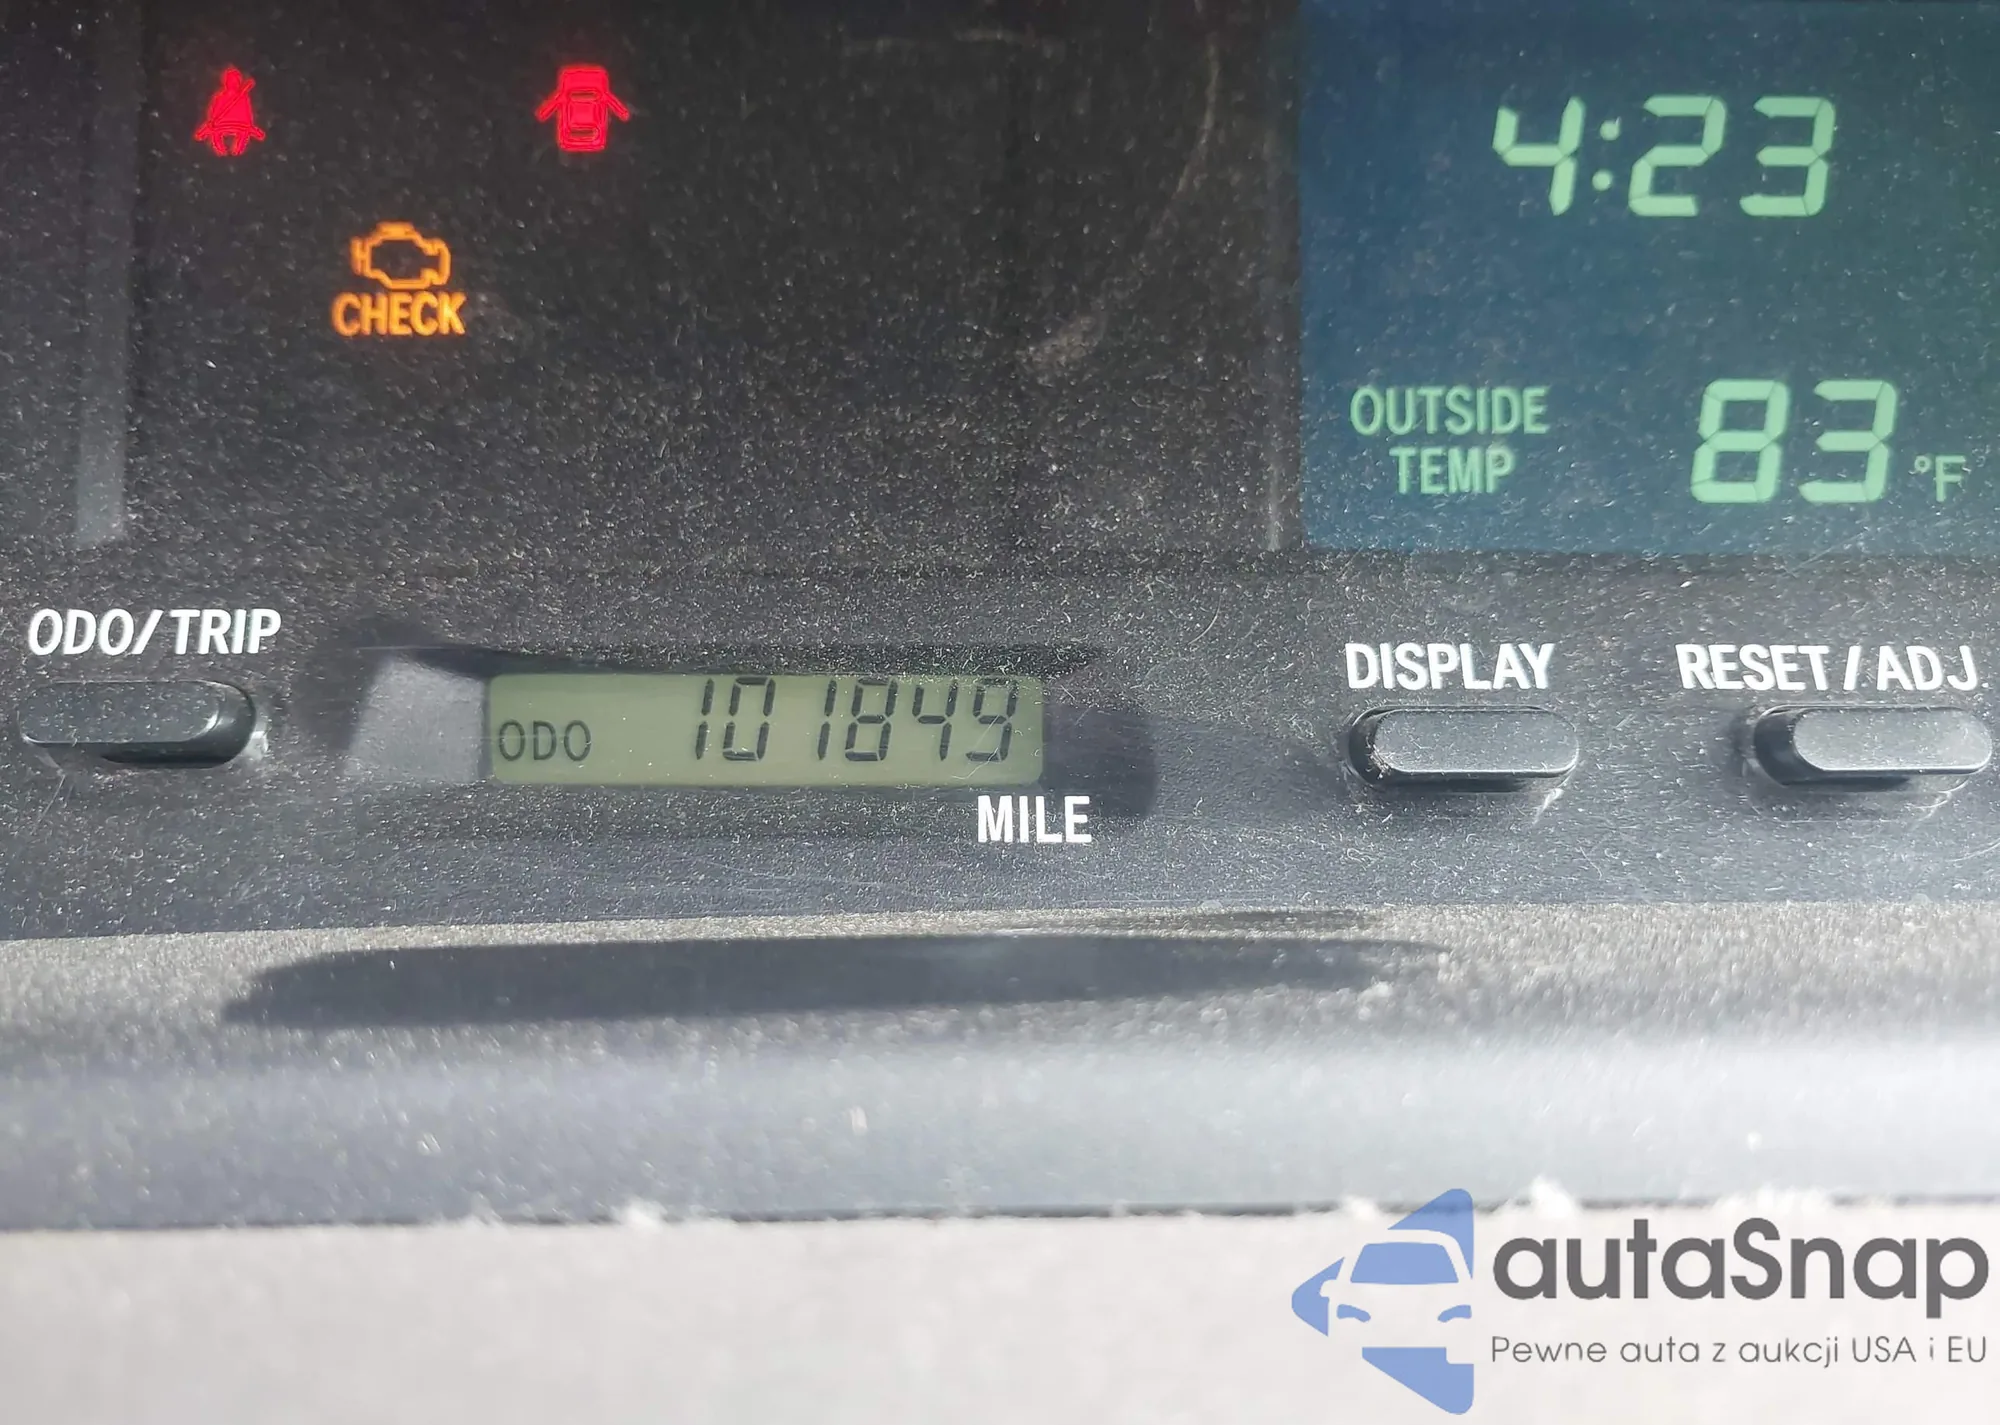 4:23
CHECK
OUTSIDE
TEMP
83 °F
ODO/TRIP
DISPLAY
RESET/ADJ
ODO 101849
MILE
autaSnap
Pewne auta z aukcji USA i EU